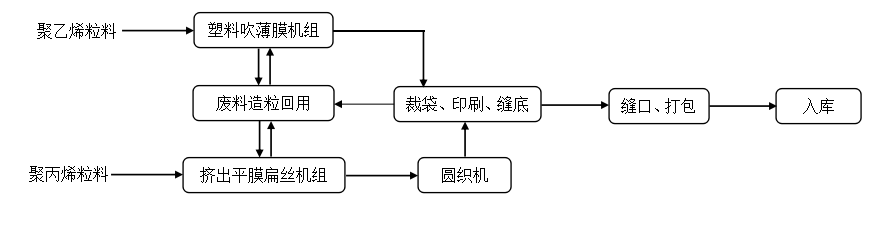 聚乙烯粒料
塑料吹薄膜机组
废料造粒回用
裁袋、印刷、缝底
缝口、打包
入库
聚丙烯粒料
挤出平膜扁丝机组
圆织机